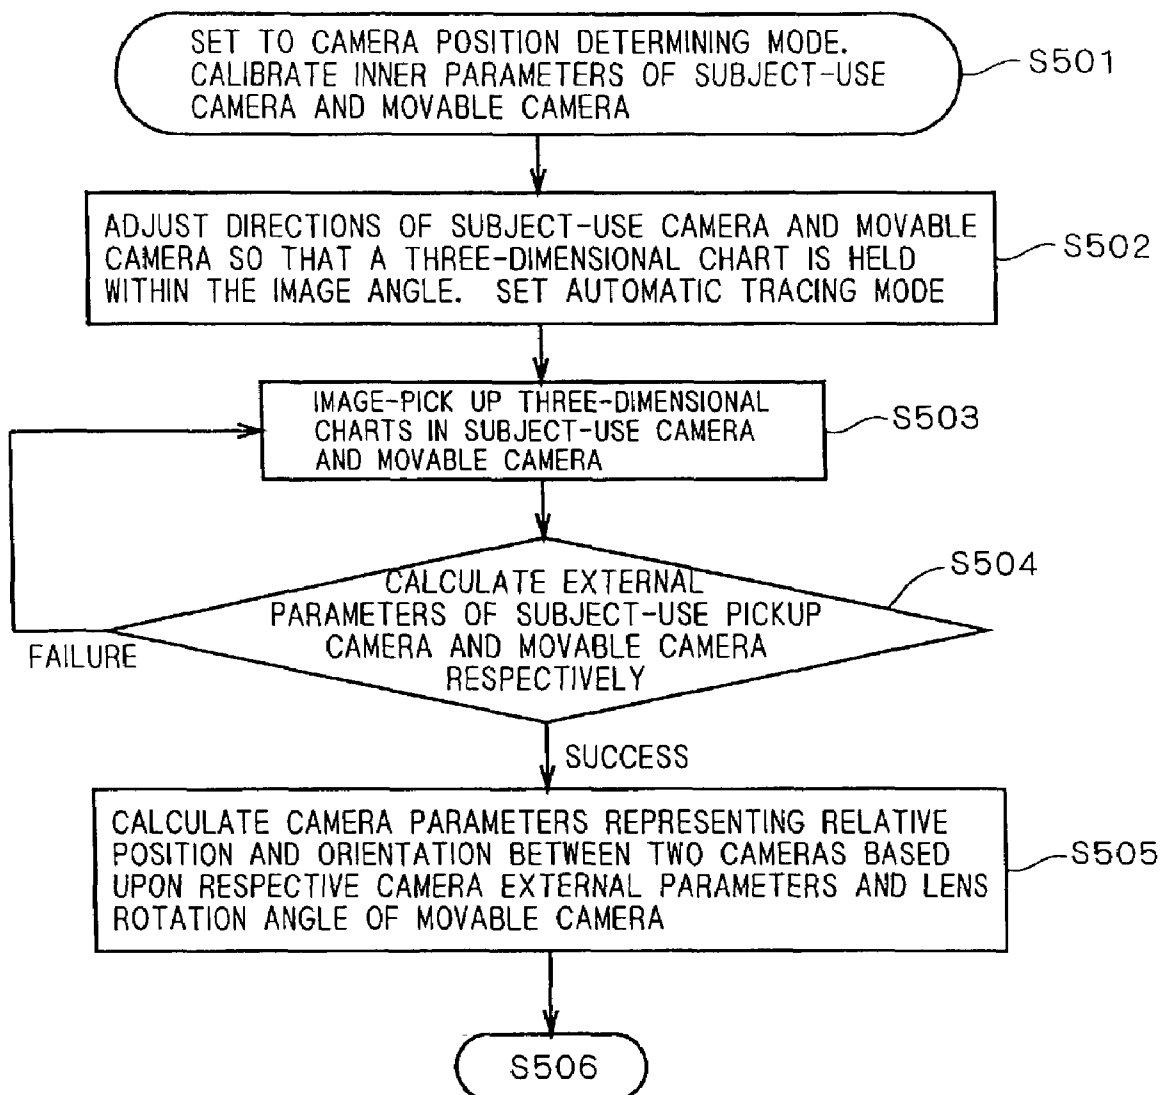 SET TO CAMERA POSITION DETERMINING MODE.
CALIBRATE INNER PARAMETERS OF SUBJECT-USE
CAMERA AND MOVABLE CAMERA
S501
ADJUST DIRECTIONS OF SUBJECT-USE CAMERA AND MOVABLE
CAMERA SO THAT A THREE-DIMENSIONAL CHART IS HELD
WITHIN THE IMAGE ANGLE. SET AUTOMATIC TRACING MODE
S502
IMAGE-PICK UP THREE-DIMENSIONAL
CHARTS IN SUBJECT-USE CAMERA
AND MOVABLE CAMERA
S503
CALCULATE EXTERNAL
PARAMETERS OF SUBJECT-USE PICKUP
CAMERA AND MOVABLE CAMERA
RESPECTIVELY
S504
FAILURE
SUCCESS
CALCULATE CAMERA PARAMETERS REPRESENTING RELATIVE
POSITION AND ORIENTATION BETWEEN TWO CAMERAS BASED
UPON RESPECTIVE CAMERA EXTERNAL PARAMETERS AND LENS
ROTATION ANGLE OF MOVABLE CAMERA
S505
S506